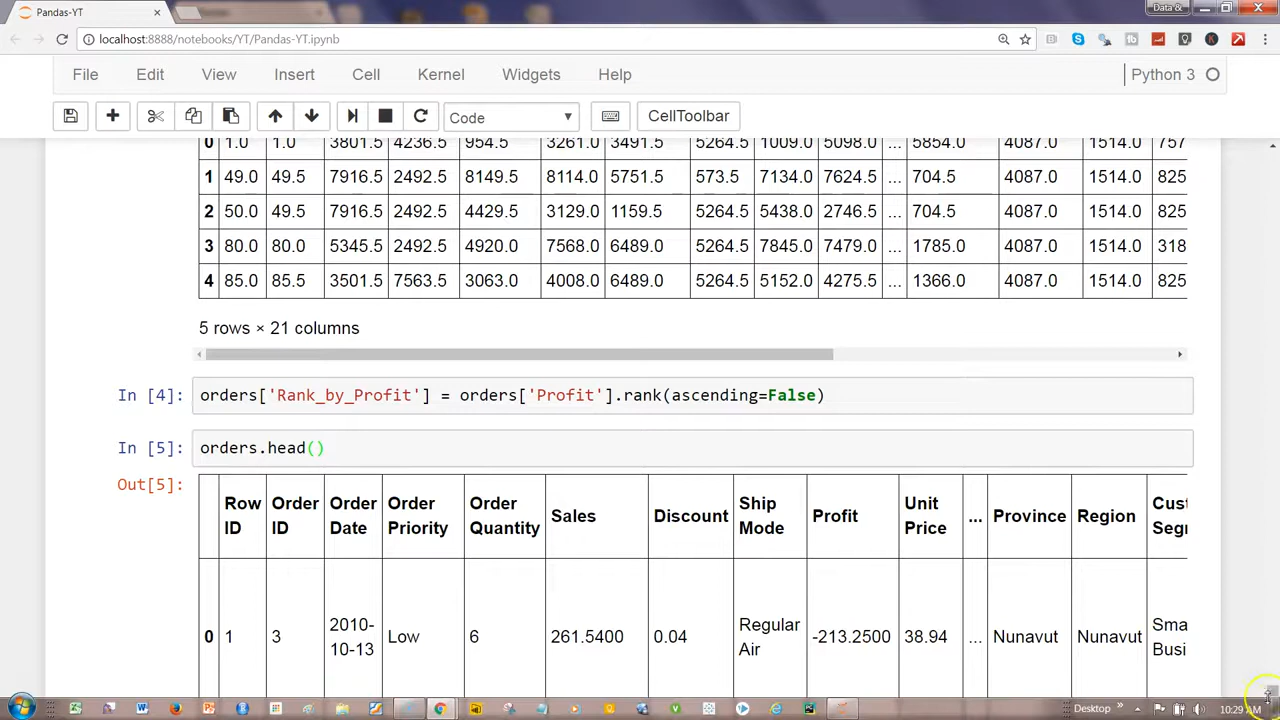 Pandas-YT
Data &
localhost:8888/notebooks/YT/Pandas-YT.ipynb
File Edit View Insert Cell Kernel Widgets Help Python 3
Code CellToolbar
0 1.0 1.0 3801.5 4236.5 954.5 3261.0 3491.5 5264.5 1009.0 5098.0 ... 5854.0 4087.0 1514.0 757
1 49.0 49.5 7916.5 2492.5 8149.5 8114.0 5751.5 573.5 7134.0 7624.5 ... 704.5 4087.0 1514.0 825
2 50.0 49.5 7916.5 2492.5 4429.5 3129.0 1159.5 5264.5 5438.0 2746.5 ... 704.5 4087.0 1514.0 825
3 80.0 80.0 5345.5 2492.5 4920.0 7568.0 6489.0 5264.5 7845.0 7479.0 ... 1785.0 4087.0 1514.0 318
4 85.0 85.5 3501.5 7563.5 3063.0 4008.0 6489.0 5264.5 5152.0 4275.5 ... 1366.0 4087.0 1514.0 825
5 rows × 21 columns
In [4]: orders['Rank_by_Profit'] = orders['Profit'].rank(ascending=False)
In [5]: orders.head()
Out[5]:
Row ID Order ID Order Date Order Priority Order Quantity Sales Discount Ship Mode Profit Unit Price ... Province Region Cust Segr
0 1 3 2010-10-13 Low 6 261.5400 0.04 Regular Air -213.2500 38.94 ... Nunavut Nunavut Sma Busi
Desktop 10:29 AM